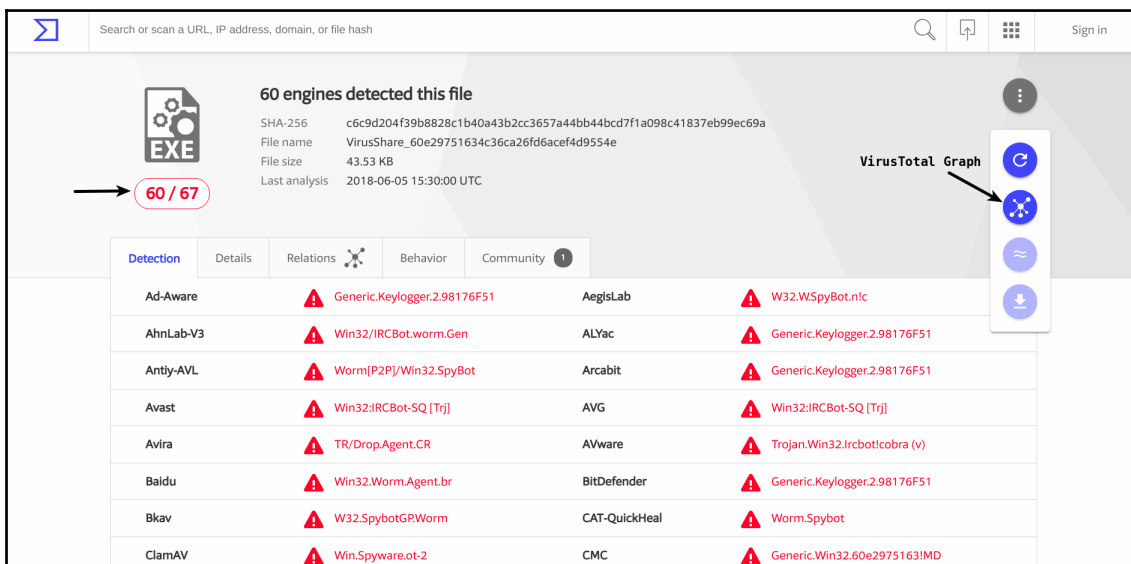 Search or scan a URL, IP address, domain, or file hash
Sign in
EXE
60 / 67
60 engines detected this file
SHA-256 c6c9d204f39b8828c1b40a43b2cc3657a44bb44bcd7f1a098c41837eb99ec69a
File name VirusShare_60e29751634c36ca26fd6acef4d9554e
File size 43.53 KB
Last analysis 2018-06-05 15:30:00 UTC
VirusTotal Graph
Detection Details Relations Behavior Community 1
Ad-Aware Generic.Keylogger.2.98176F51 AegisLab W32.W.SpyBot.n!c
AhnLab-V3 Win32/IRCBot.worm.Gen ALYac Generic.Keylogger.2.98176F51
Antiy-AVL Worm[P2P]/Win32.SpyBot Arcabit Generic.Keylogger.2.98176F51
Avast Win32:IRCBot-SQ [Trj] AVG Win32:IRCBot-SQ [Trj]
Avira TR/Drop.Agent.CR AVware Trojan.Win32.Ircbot!cobra (v)
Baidu Win32.Worm.Agent.br BitDefender Generic.Keylogger.2.98176F51
Bkav W32.SpybotGP.Worm CAT-QuickHeal Worm.Spybot
ClamAV Win.Spyware.ot-2 CMC Generic.Win32.60e2975163!MD